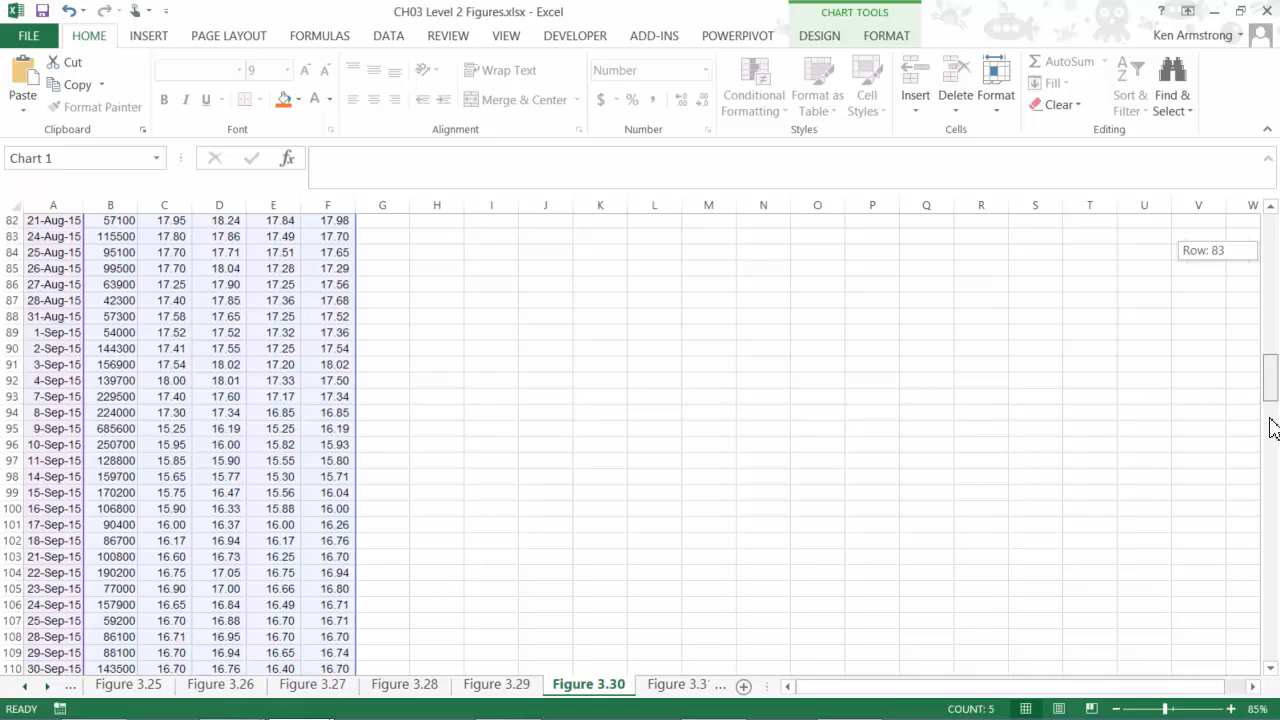 CH03 Level 2 Figures.xlsx - Excel
CHART TOOLS
?
FILE HOME INSERT PAGE LAYOUT FORMULAS DATA REVIEW VIEW DEVELOPER ADD-INS POWERPIVOT DESIGN FORMAT Ken Armstrong
Paste
Cut
Copy
Format Painter
Clipboard
9
A A
B I U A
Font
Wrap Text
Merge & Center
Alignment
Number
$ % ,
Number
Conditional Formatting
Format as Table
Cell Styles
Styles
Insert
Delete
Format
Cells
AutoSum
Fill
Clear
Sort & Filter
Find & Select
Editing
Chart 1
fx
A B C D E F G H I J K L M N O P Q R S T U V W
82 21-Aug-15 57100 17.95 18.24 17.84 17.98
83 24-Aug-15 115500 17.80 17.86 17.49 17.70
Row: 83
84 25-Aug-15 95100 17.70 17.71 17.51 17.65
85 26-Aug-15 99500 17.70 18.04 17.28 17.29
86 27-Aug-15 63900 17.25 17.90 17.25 17.56
87 28-Aug-15 42300 17.40 17.85 17.36 17.68
88 31-Aug-15 57300 17.58 17.65 17.25 17.52
89 1-Sep-15 54000 17.52 17.52 17.32 17.36
90 2-Sep-15 144300 17.41 17.55 17.25 17.54
91 3-Sep-15 156900 17.54 18.02 17.20 18.02
92 4-Sep-15 139700 18.00 18.01 17.33 17.50
93 7-Sep-15 229500 17.40 17.60 17.17 17.34
94 8-Sep-15 224000 17.30 17.34 16.85 16.85
95 9-Sep-15 685600 15.25 16.19 15.25 16.19
96 10-Sep-15 250700 15.95 16.00 15.82 15.93
97 11-Sep-15 128800 15.85 15.90 15.55 15.80
98 14-Sep-15 159700 15.65 15.77 15.30 15.71
99 15-Sep-15 170200 15.75 16.47 15.56 16.04
100 16-Sep-15 106800 15.90 16.33 15.88 16.00
101 17-Sep-15 90400 16.00 16.37 16.00 16.26
102 18-Sep-15 86700 16.17 16.94 16.17 16.76
103 21-Sep-15 100800 16.60 16.73 16.25 16.70
104 22-Sep-15 190200 16.75 17.05 16.75 16.94
105 23-Sep-15 77000 16.90 17.00 16.66 16.80
106 24-Sep-15 157900 16.65 16.84 16.49 16.71
107 25-Sep-15 59200 16.70 16.88 16.70 16.71
108 28-Sep-15 86100 16.71 16.95 16.70 16.70
109 29-Sep-15 88100 16.70 16.94 16.65 16.74
110 30-Sep-15 143500 16.70 16.76 16.40 16.70
... Figure 3.25 Figure 3.26 Figure 3.27 Figure 3.28 Figure 3.29 Figure 3.30 Figure 3.3 ...
READY COUNT: 5 85%